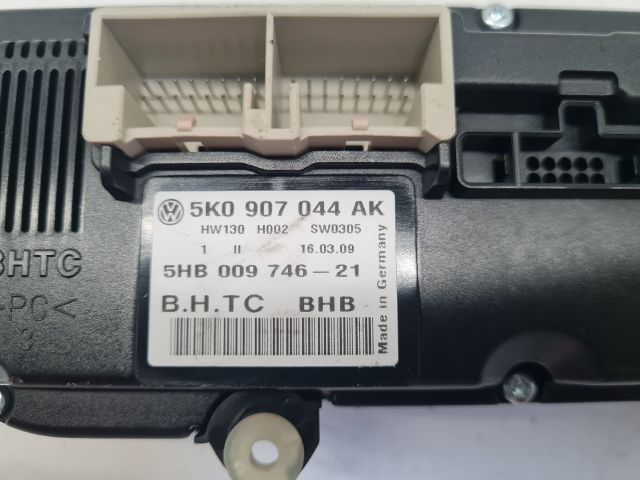 5K0 907 044 AK
HW130 H002 SW0305
1 II 16.03.09
5HB 009 746-21
B.H.TC BHB
Made in Germany
BHTC
-PC<